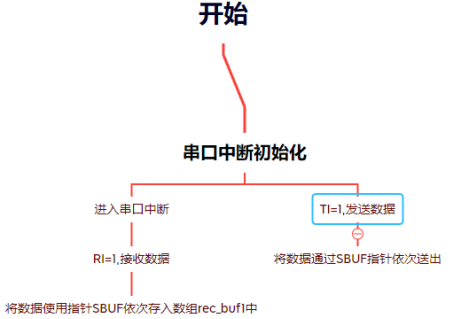 开始
串口中断初始化
进入串口中断
TI=1,发送数据
RI=1,接收数据
将数据通过SBUF指针依次送出
将数据使用指针SBUF依次存入数组rec_buf1中